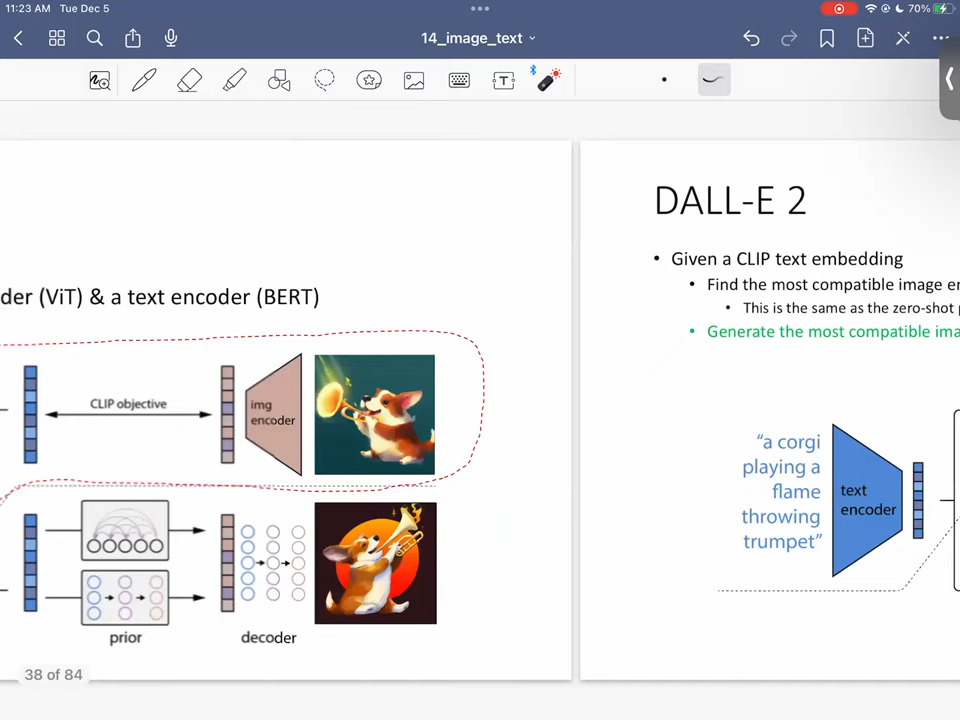 11:23 AM Tue Dec 5
70%
14_image_text
der (ViT) & a text encoder (BERT)
CLIP objective
img
encoder
prior
decoder
38 of 84
DALL-E 2
• Given a CLIP text embedding
• Find the most compatible image
• This is the same as the zero-shot
• Generate the most compatible
"a corgi
playing a
flame
throwing
trumpet"
text
encoder